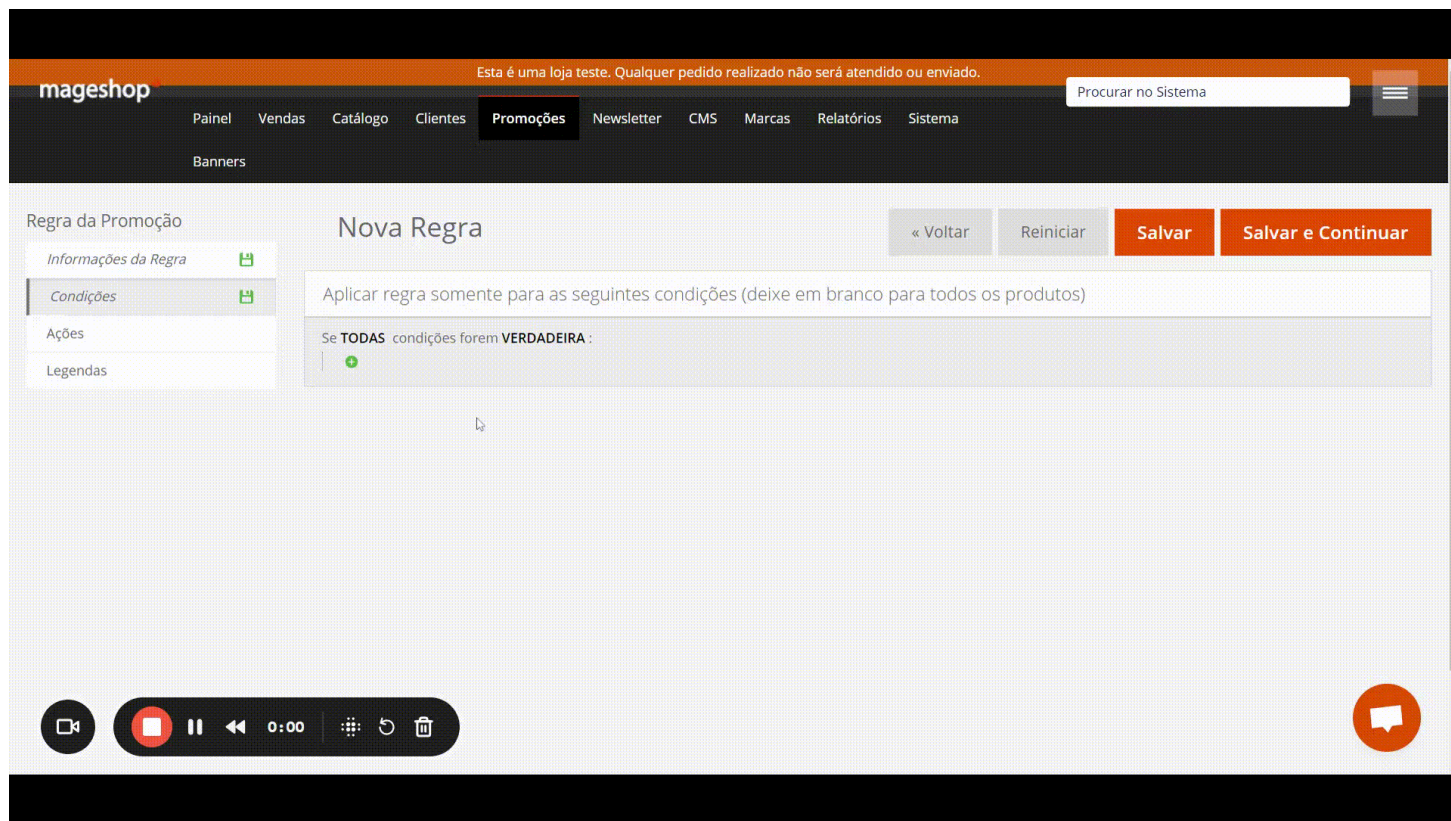 Esta é uma loja teste. Qualquer pedido realizado não será atendido ou enviado.
mageshop
Procurar no Sistema
Painel Vendas Catálogo Clientes Promoções Newsletter CMS Marcas Relatórios Sistema
Banners
Regra da Promoção
Informações da Regra
Condições
Ações
Legendas
Nova Regra
« Voltar Reiniciar Salvar Salvar e Continuar
Aplicar regra somente para as seguintes condições (deixe em branco para todos os produtos)
Se TODAS condições forem VERDADEIRA :
0:00